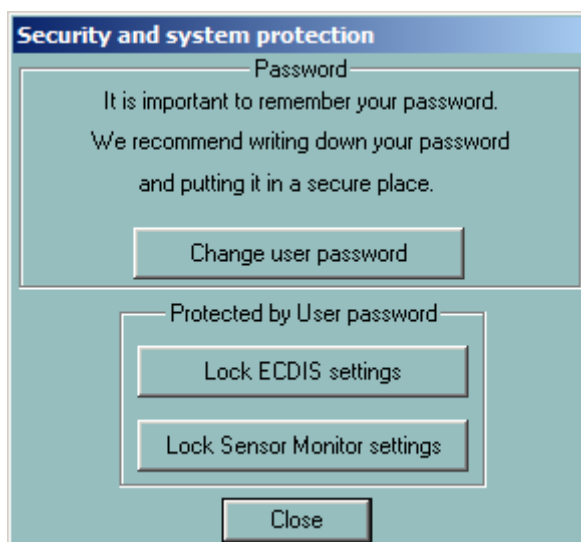 Security and system protection
Password
It is important to remember your password.
We recommend writing down your password
and putting it in a secure place.
Change user password
Protected by User password
Lock ECDIS settings
Lock Sensor Monitor settings
Close